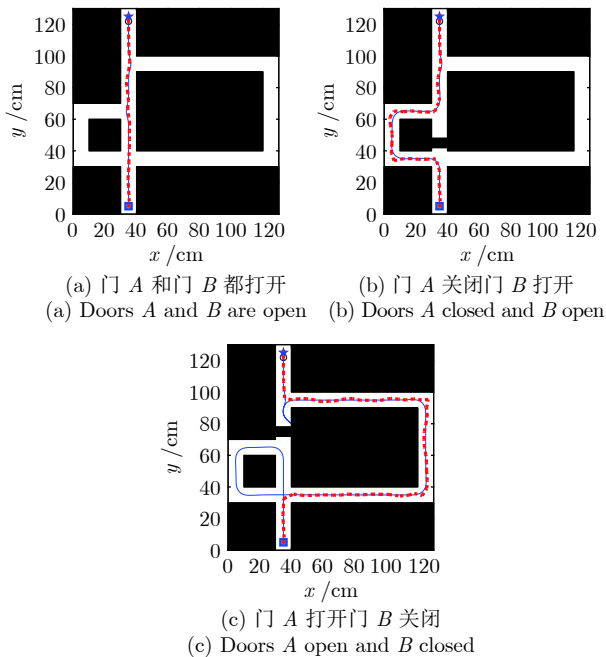 120
100
80
60
40
20
0
y /cm
0 20 40 60 80 100 120
x /cm
(a) 门 A 和门 B 都打开
(a) Doors A and B are open
120
100
80
60
40
20
0
y /cm
0 20 40 60 80 100 120
x /cm
(b) 门 A 关闭门 B 打开
(b) Doors A closed and B open
120
100
80
60
40
20
0
y /cm
0 20 40 60 80 100 120
x /cm
(c) 门 A 打开门 B 关闭
(c) Doors A open and B closed